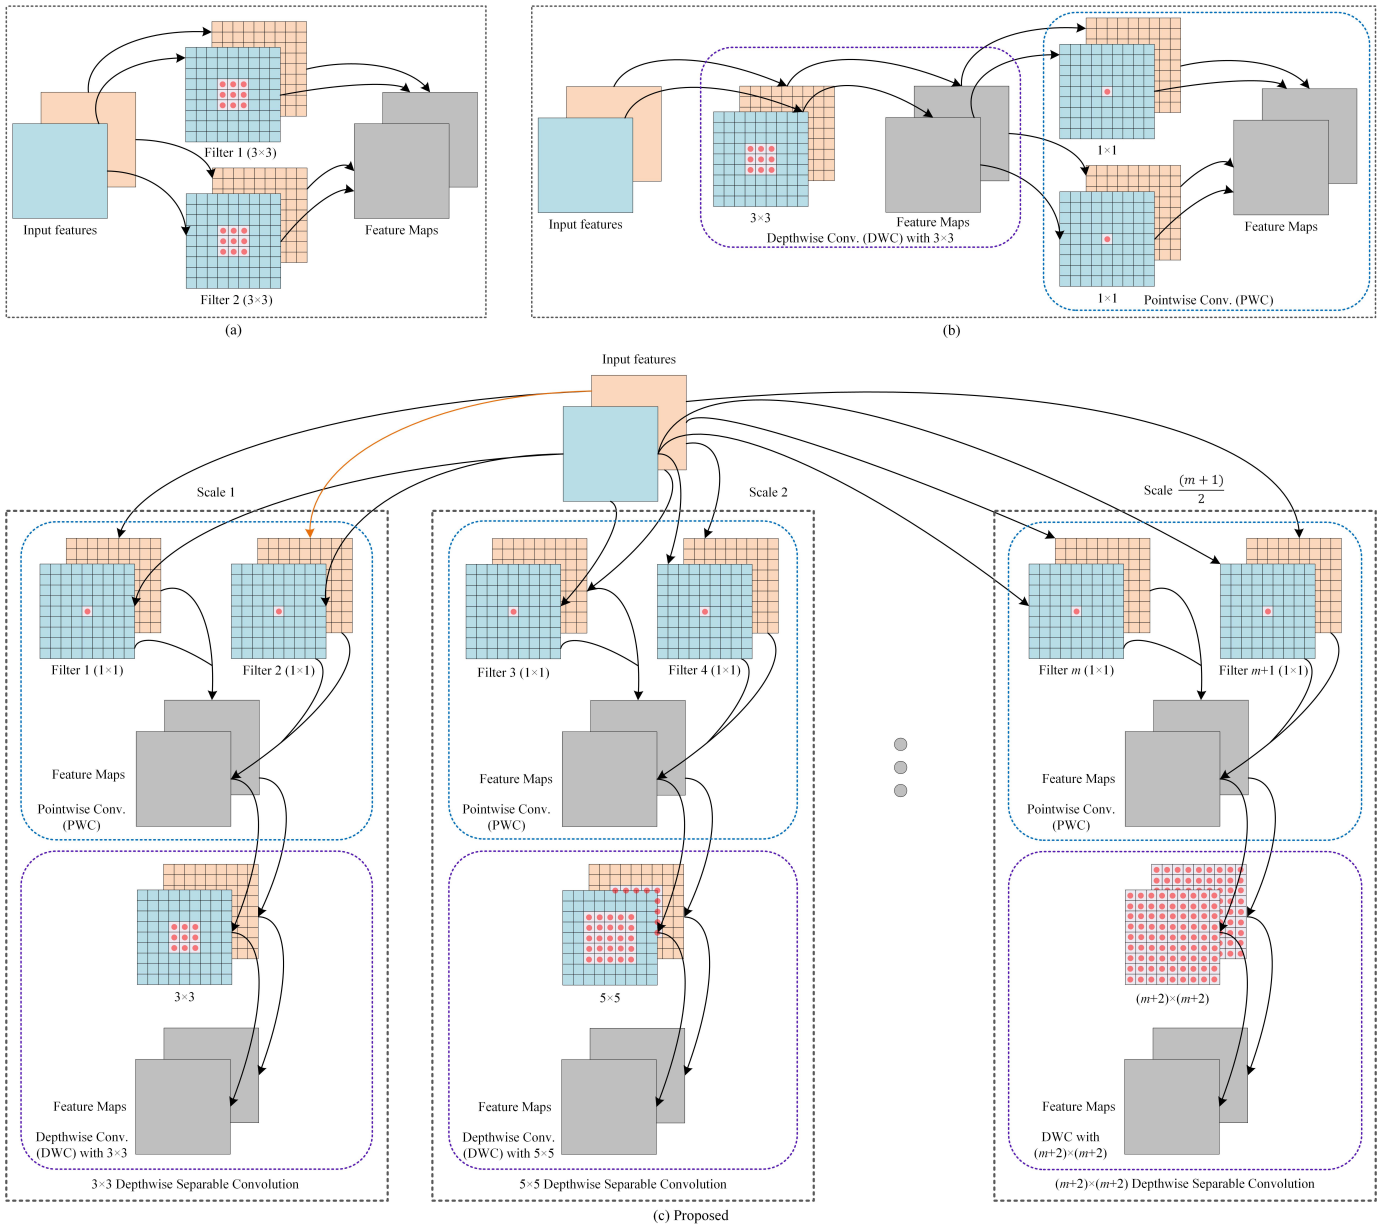 Filter 1 (3×3)
Input features
Feature Maps
Filter 2 (3×3)
(a)
Input features
3×3
Feature Maps
Depthwise Conv. (DWC) with 3×3
1×1
Feature Maps
1×1
Pointwise Conv. (PWC)
(b)
Input features
Scale 1
Scale 2
Scale (m + 1)
2
Filter 1 (1×1)
Filter 2 (1×1)
Feature Maps
Pointwise Conv.
(PWC)
3×3
Feature Maps
Depthwise Conv.
(DWC) with 3×3
3×3 Depthwise Separable Convolution
Filter 3 (1×1)
Filter 4 (1×1)
Feature Maps
Pointwise Conv.
(PWC)
5×5
Feature Maps
Depthwise Conv.
(DWC) with 5×5
5×5 Depthwise Separable Convolution
Filter m (1×1)
Filter m+1 (1×1)
Feature Maps
Pointwise Conv.
(PWC)
(m+2)×(m+2)
Feature Maps
DWC with
(m+2)×(m+2)
(m+2)×(m+2) Depthwise Separable Convolution
(c) Proposed